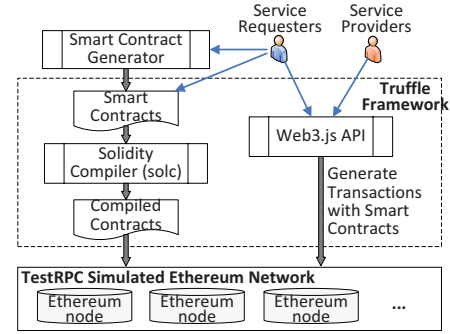 Service
Requesters
Service
Providers
Smart Contract
Generator
Truffle
Framework
Smart
Contracts
Web3.js API
Solidity
Compiler (solc)
Generate
Transactions
with Smart
Contracts
Compiled
Contracts
TestRPC Simulated Ethereum Network
Ethereum
node
Ethereum
node
Ethereum
node
...